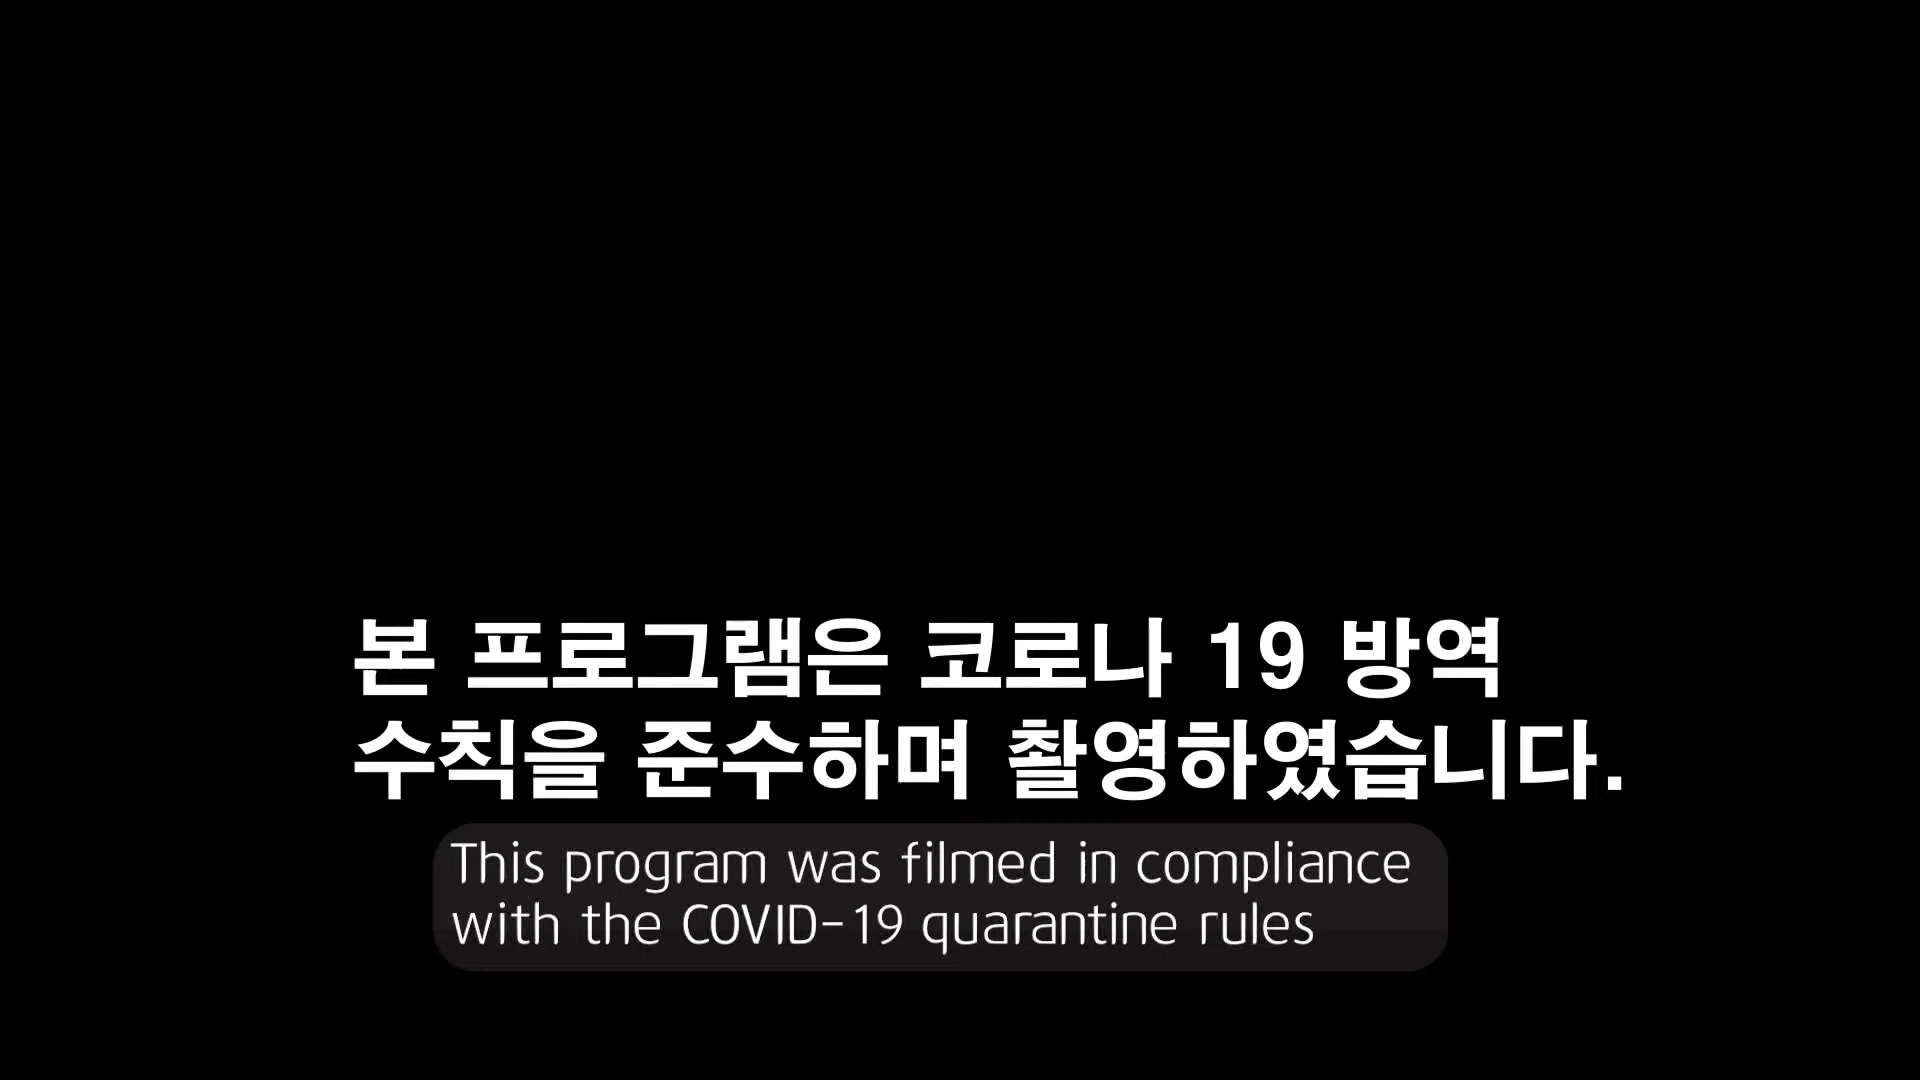 본 프로그램은 코로나 19 방역
수칙을 준수하며 촬영하였습니다.
This program was filmed in compliance
with the COVID-19 quarantine rules